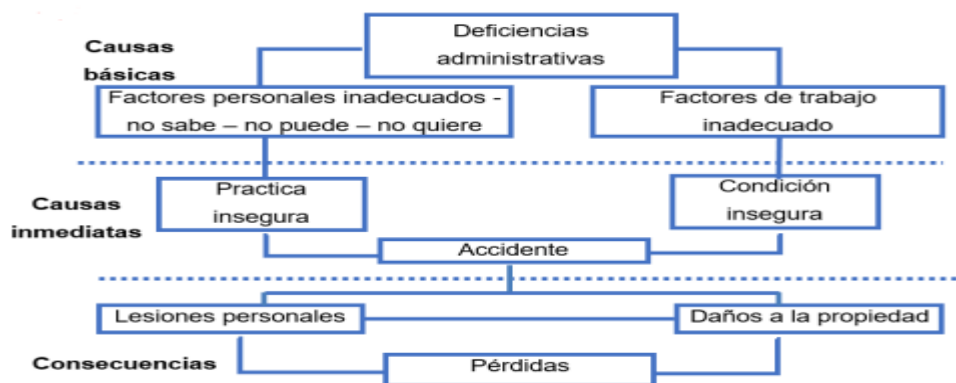 Causas
básicas
Deficiencias
administrativas
Factores personales inadecuados -
no sabe – no puede – no quiere
Factores de trabajo
inadecuado
Causas
inmediatas
Practica
insegura
Condición
insegura
Accidente
Lesiones personales
Daños a la propiedad
Consecuencias
Pérdidas